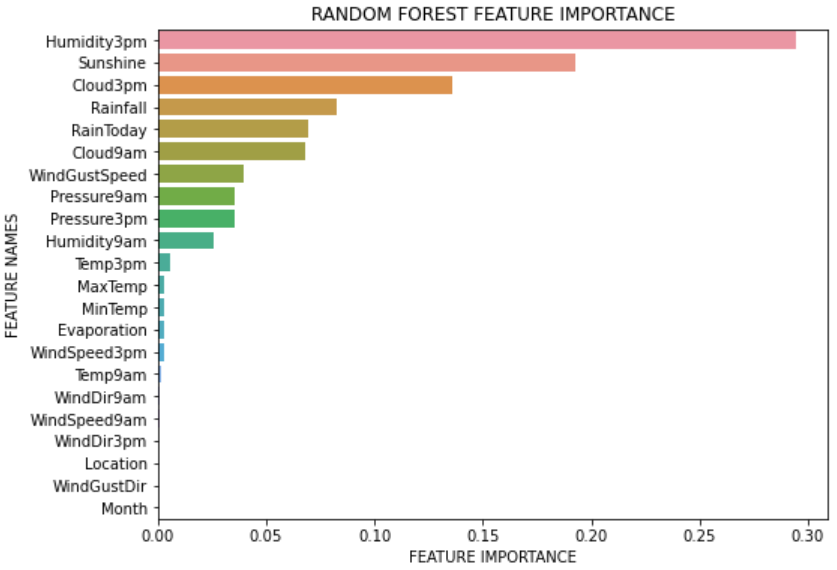 RANDOM FOREST FEATURE IMPORTANCE
Humidity3pm
Sunshine
Cloud3pm
Rainfall
RainToday
Cloud9am
WindGustSpeed
Pressure9am
Pressure3pm
Humidity9am
Temp3pm
MaxTemp
MinTemp
Evaporation
WindSpeed3pm
Temp9am
WindDir9am
WindSpeed9am
WindDir3pm
Location
WindGustDir
Month
FEATURE NAMES
0.00 0.05 0.10 0.15 0.20 0.25 0.30
FEATURE IMPORTANCE